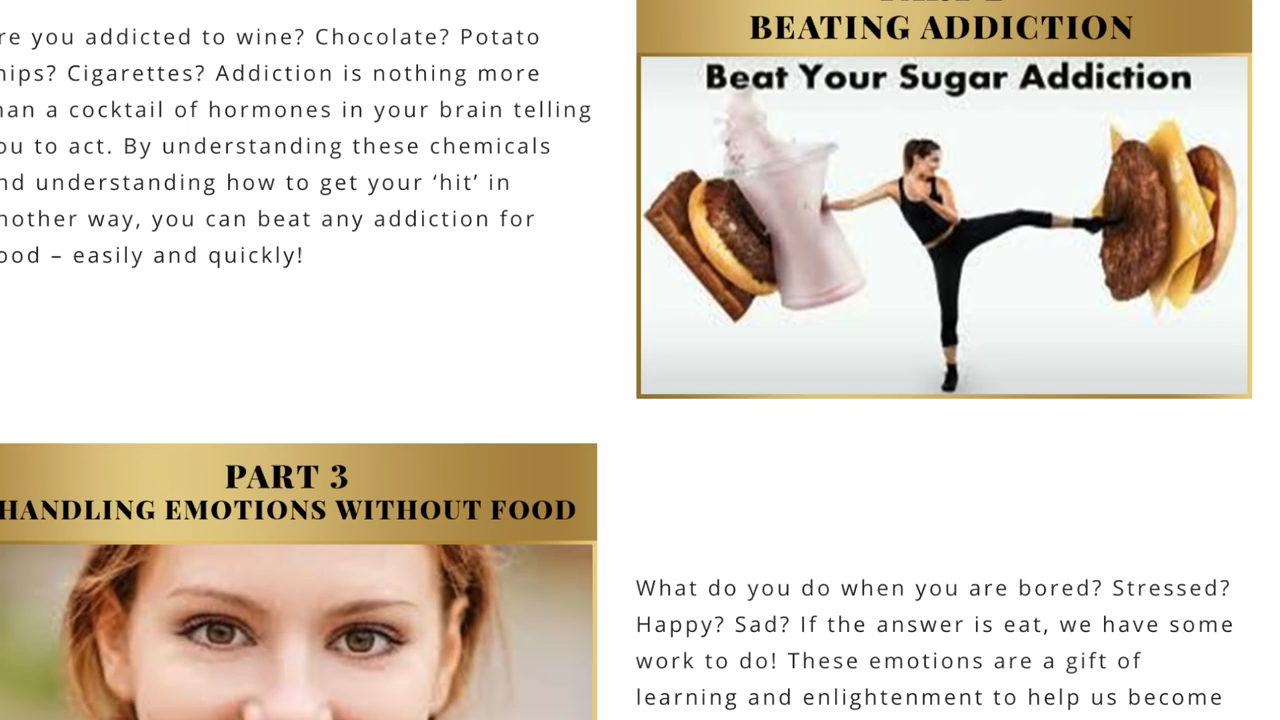 re you addicted to wine? Chocolate? Potato
hips? Cigarettes? Addiction is nothing more
han a cocktail of hormones in your brain telling
ou to act. By understanding these chemicals
nd understanding how to get your ‘hit’ in
nother way, you can beat any addiction for
ood – easily and quickly!
BEATING ADDICTION
Beat Your Sugar Addiction
PART 3
HANDLING EMOTIONS WITHOUT FOOD
What do you do when you are bored? Stressed?
Happy? Sad? If the answer is eat, we have some
work to do! These emotions are a gift of
learning and enlightenment to help us become